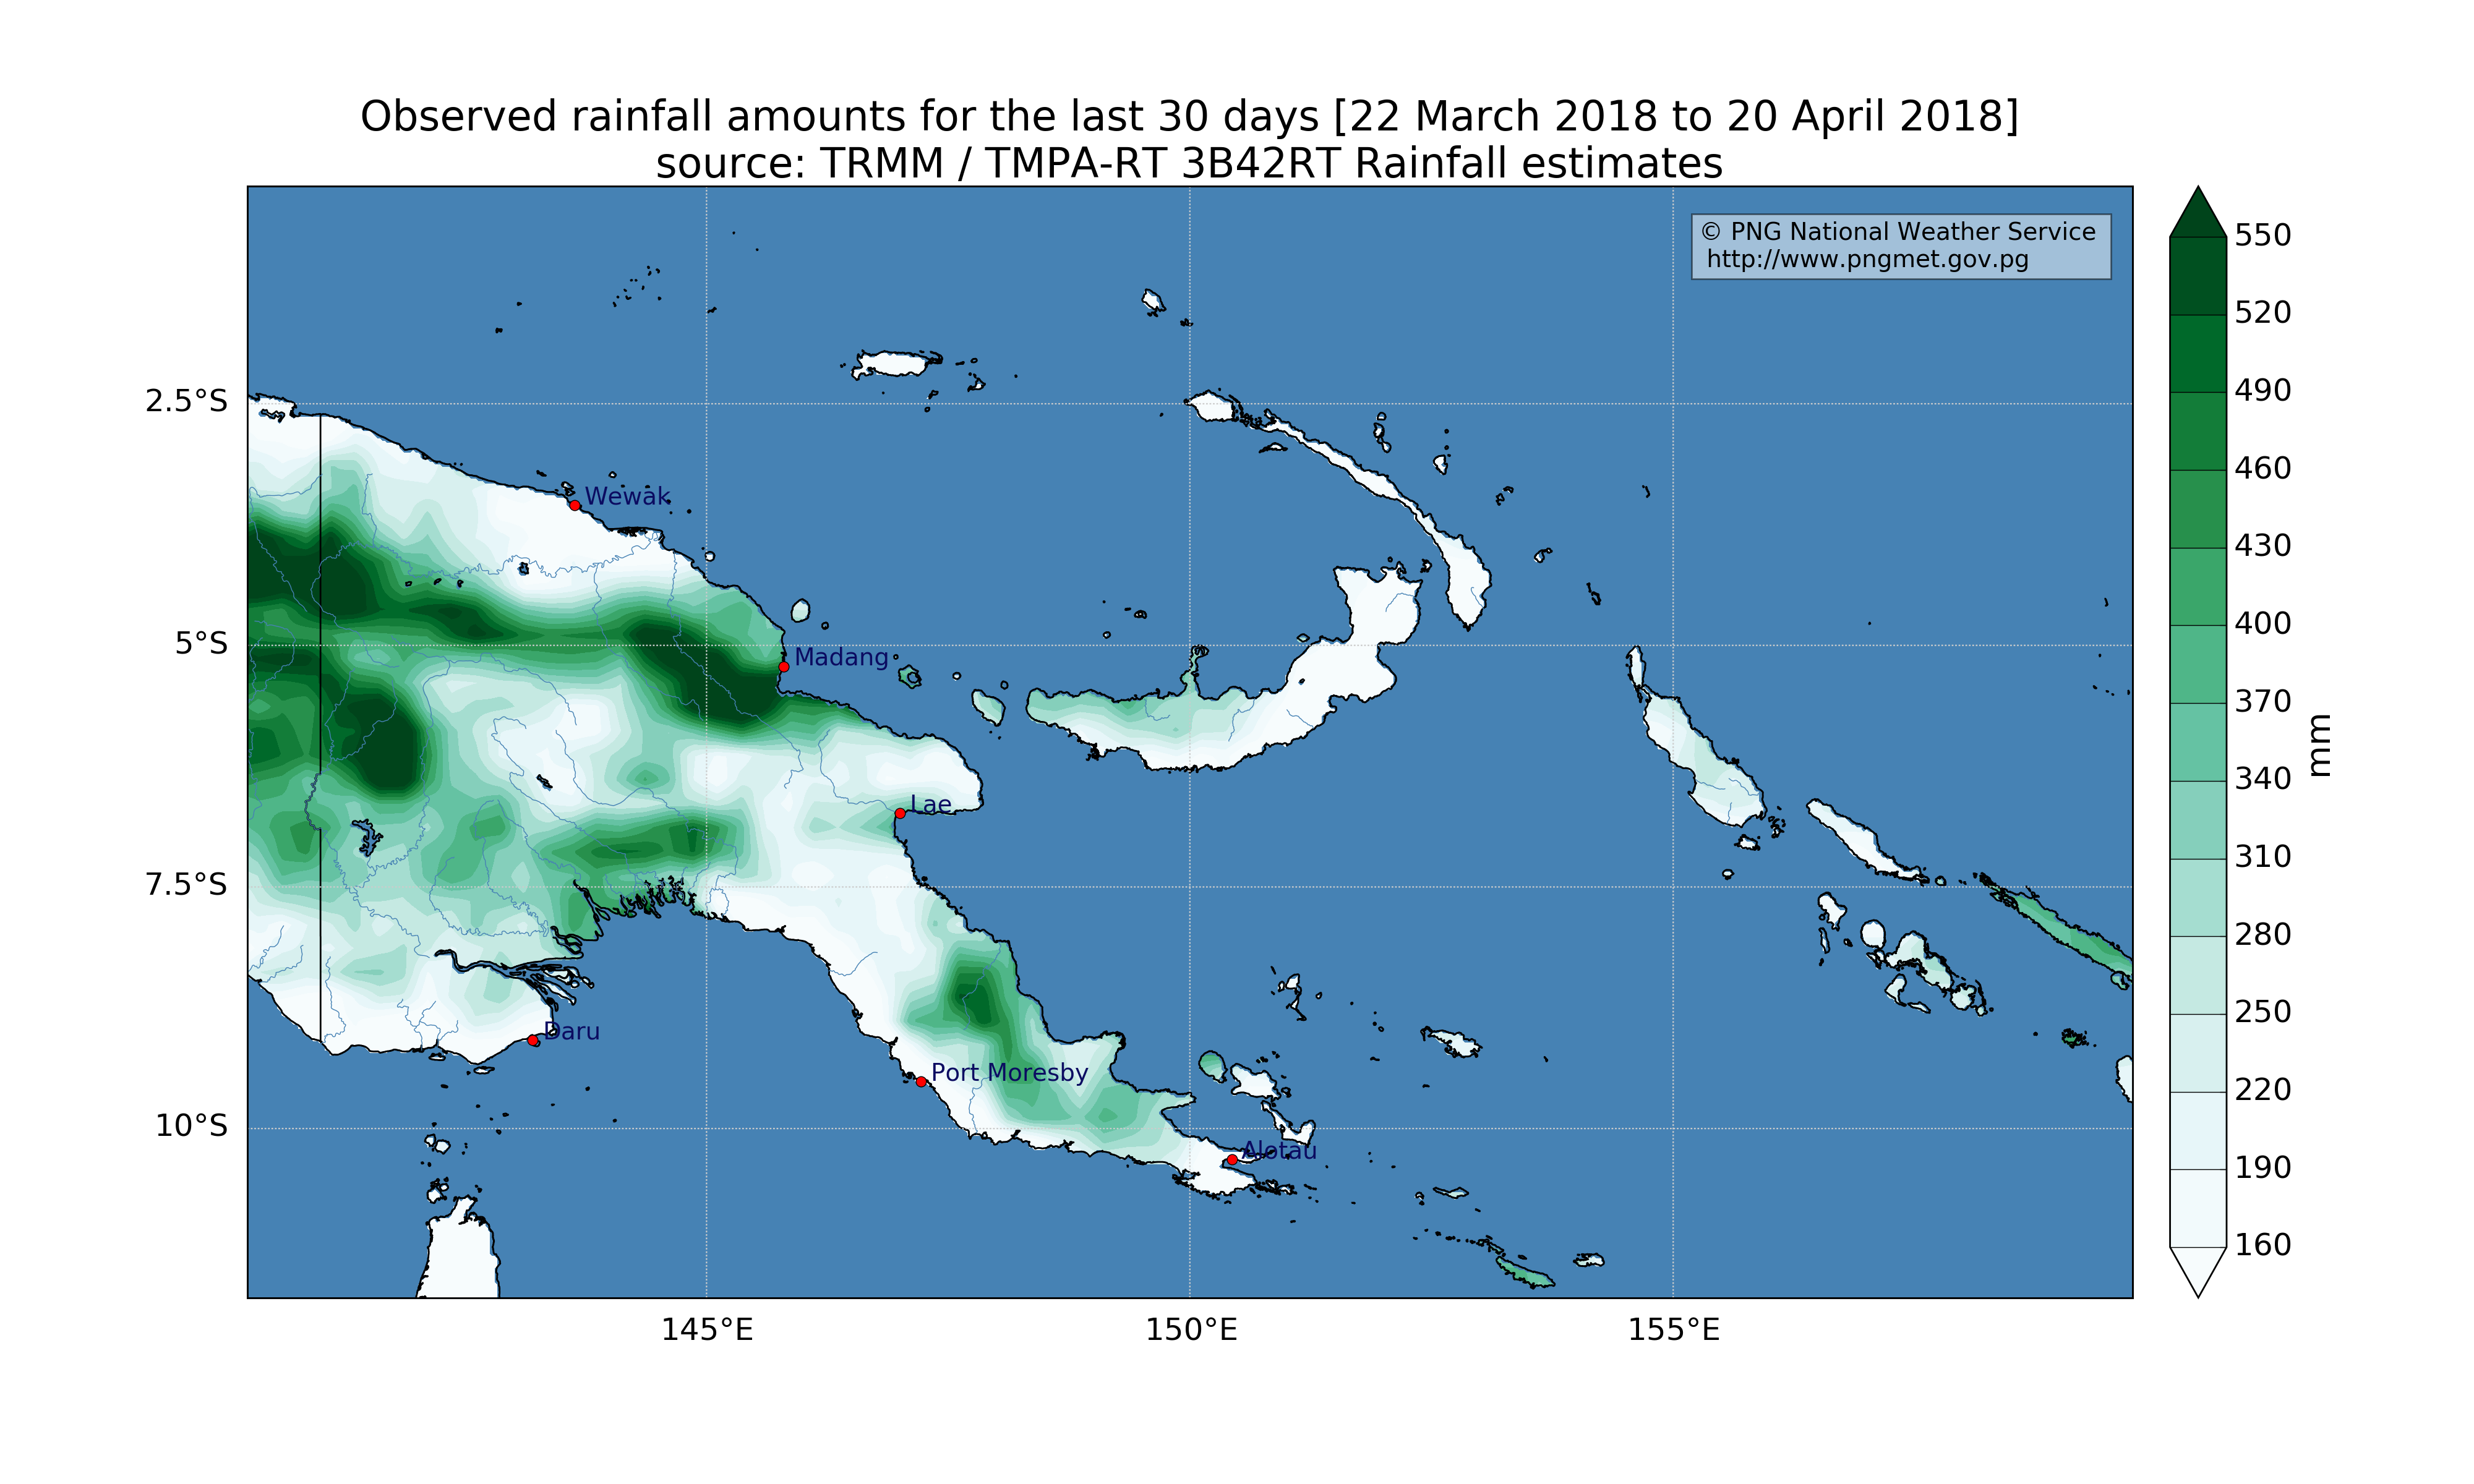 Observed rainfall amounts for the last 30 days [22 March 2018 to 20 April 2018]
source: TRMM / TMPA-RT 3B42RT Rainfall estimates
© PNG National Weather Service
http://www.pngmet.gov.pg
550
520
490
460
430
400
370
340
310
280
250
220
190
160
mm
2.5°S
5°S
7.5°S
10°S
Wewak
Madang
Lae
Daru
Port Moresby
Alotau
145°E
150°E
155°E